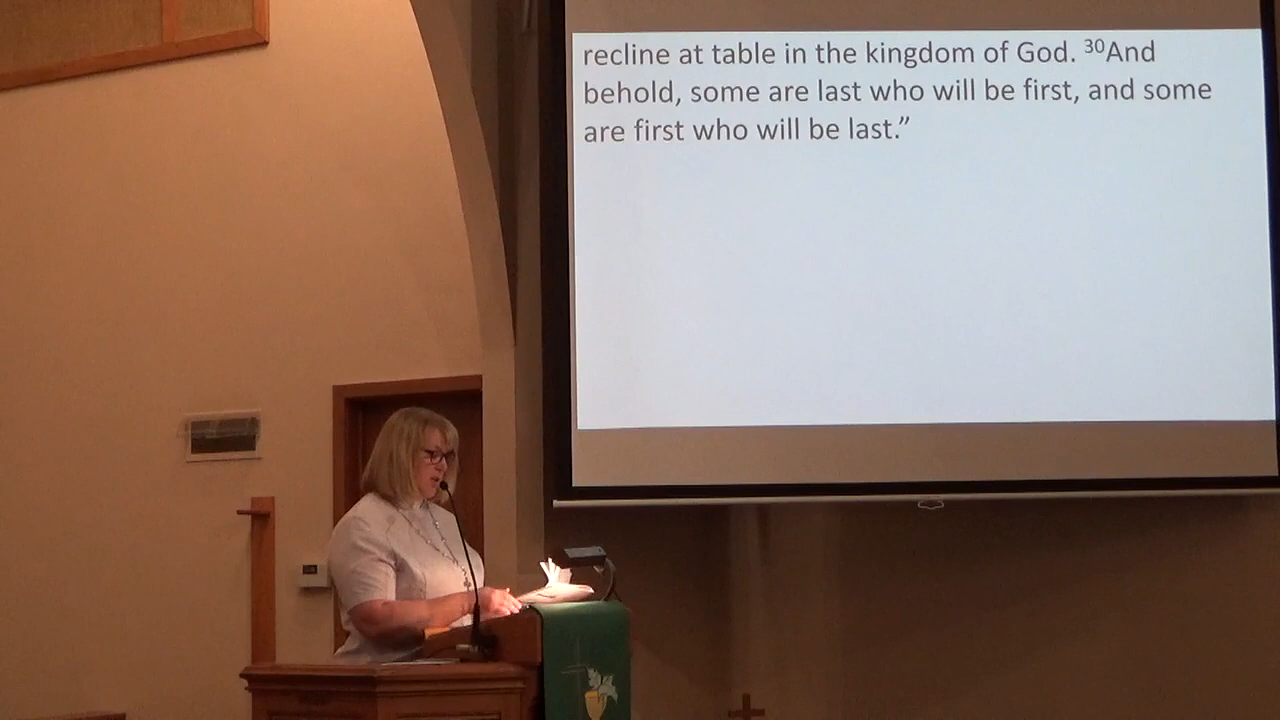 recline at table in the kingdom of God. ³⁰And
behold, some are last who will be first, and some
are first who will be last.”